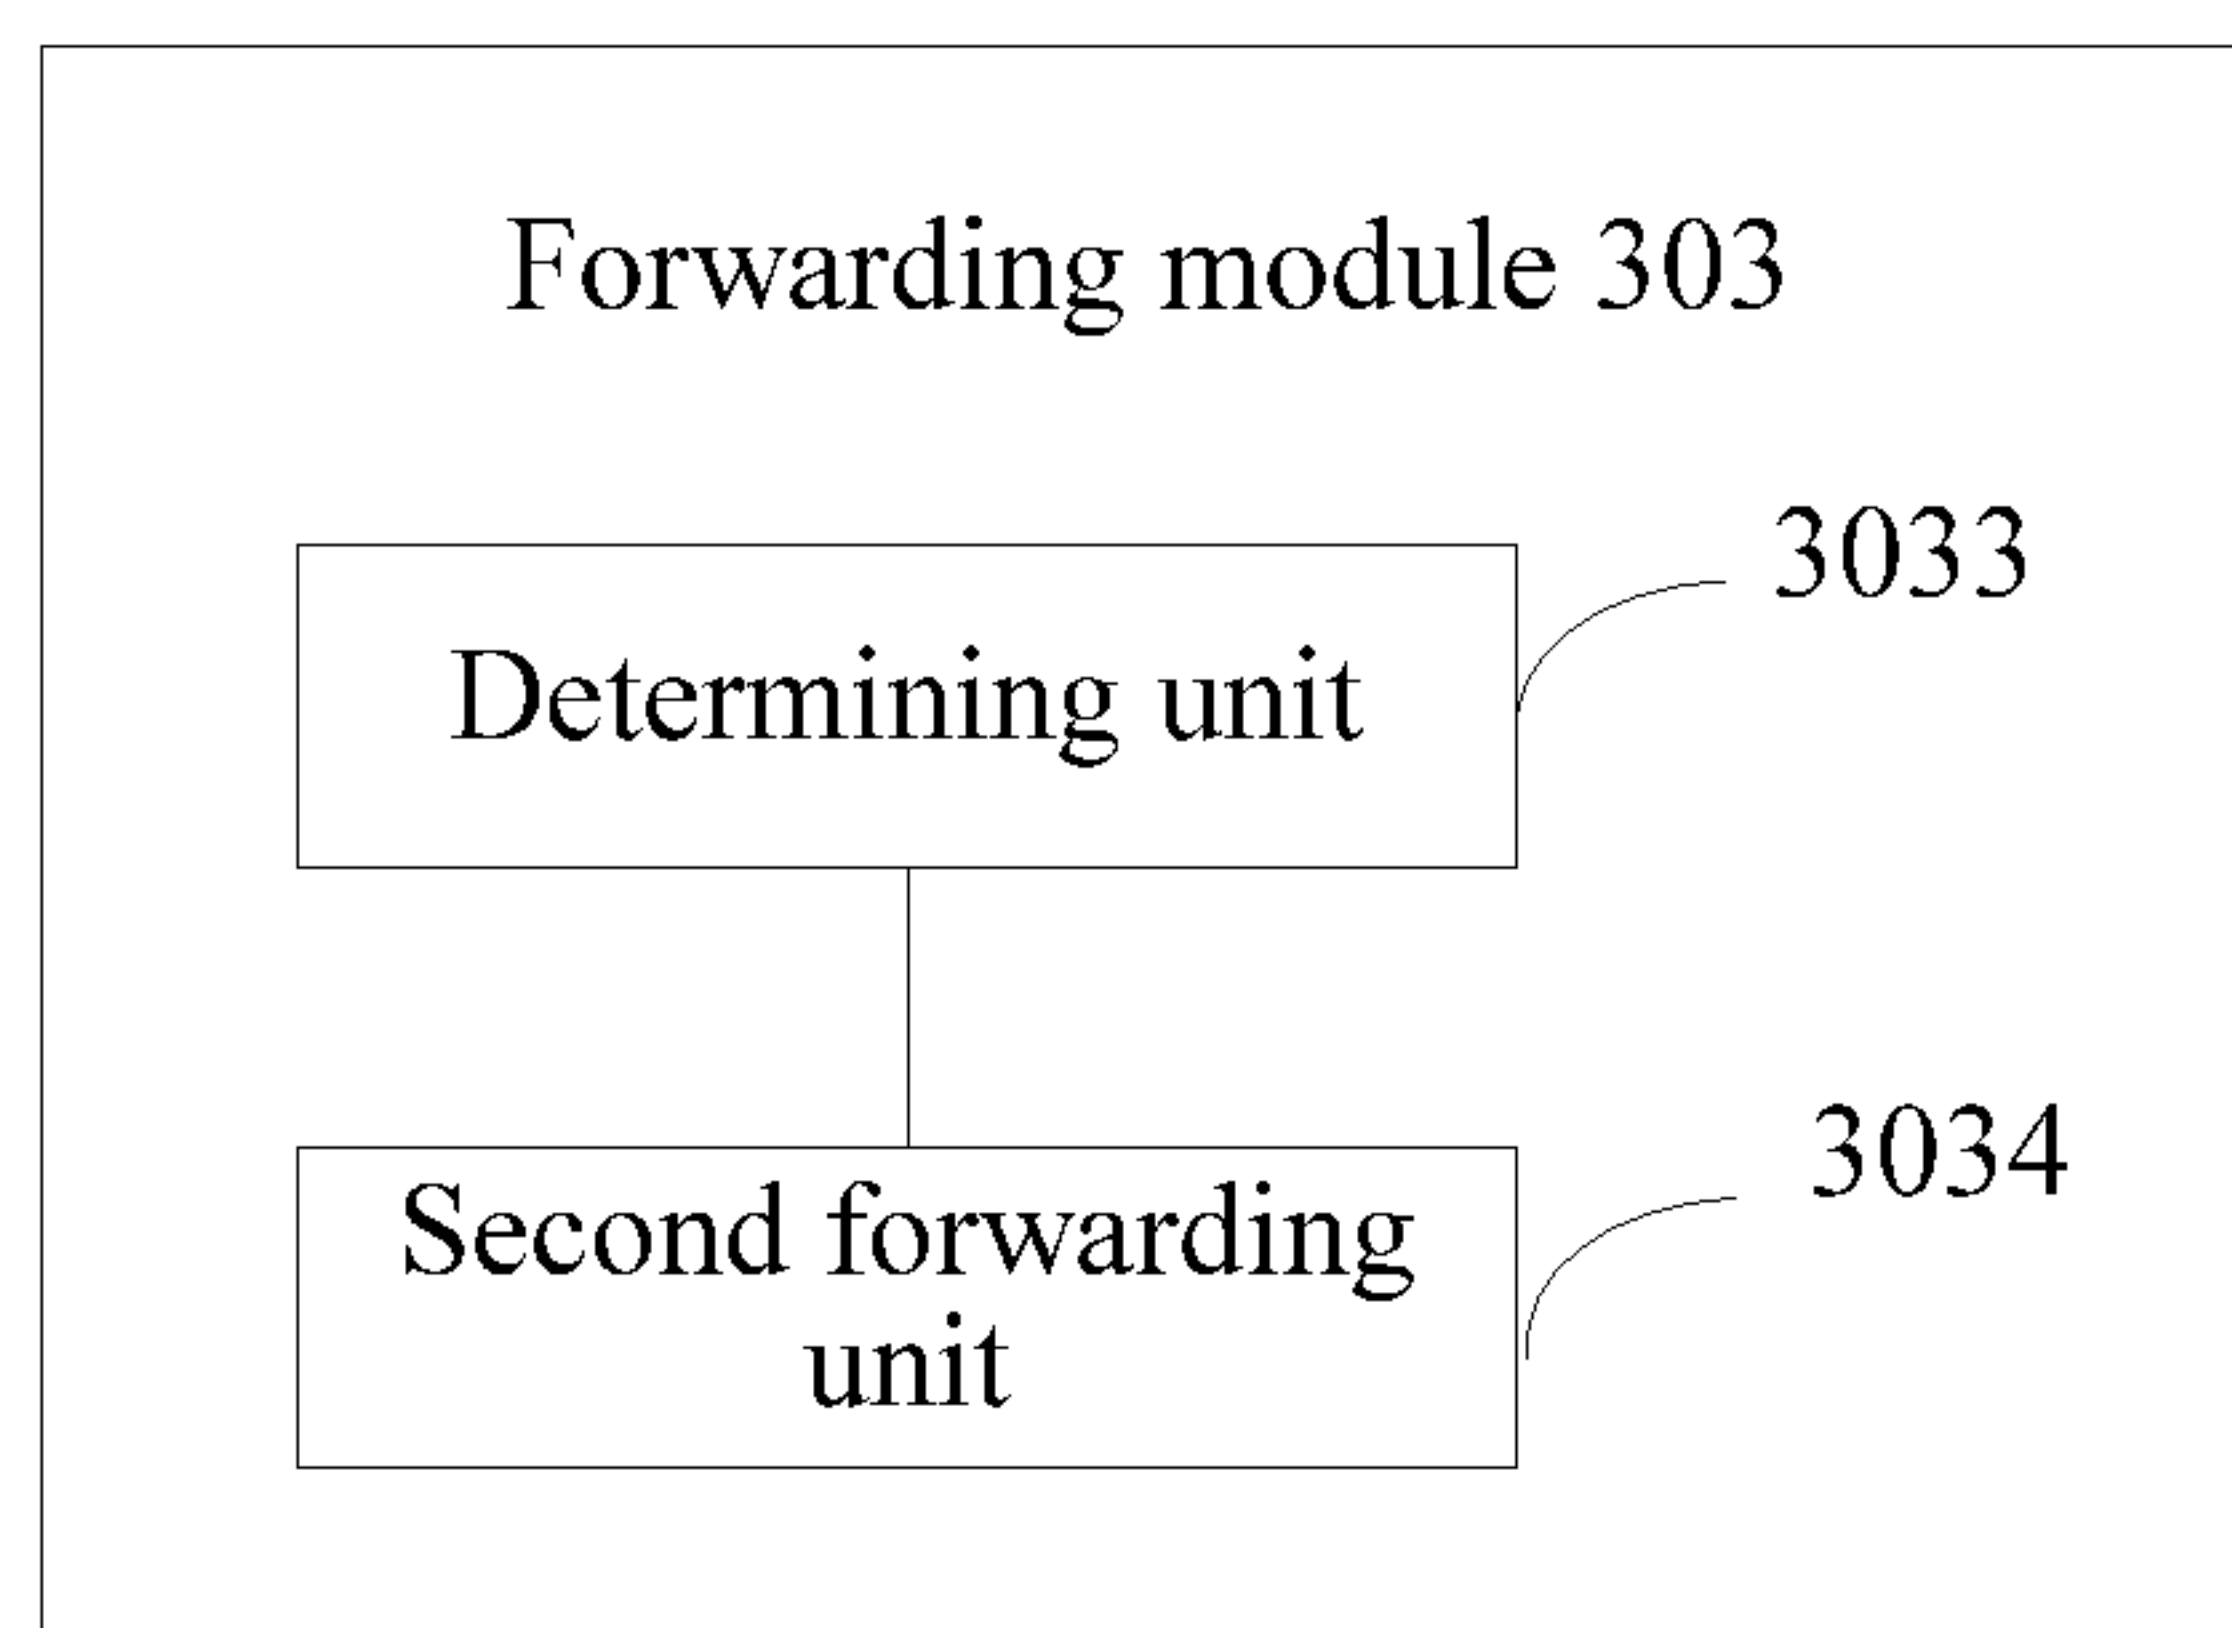 Forwarding module 303
3033
Determining unit
3034
Second forwarding
unit